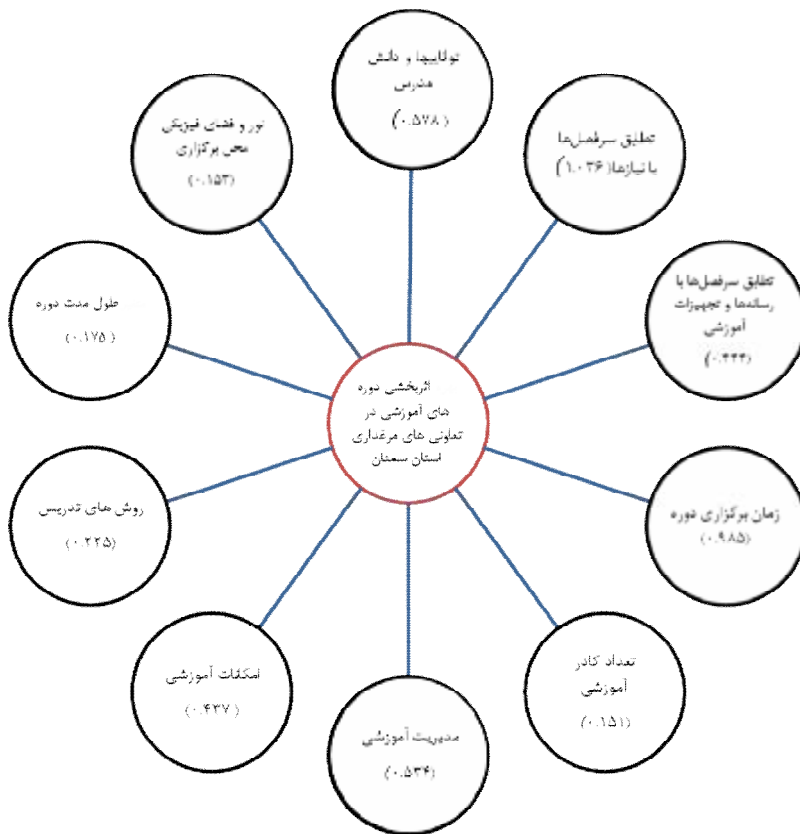 تواناییها و دانش
مدرس
(۰.۵۷۸)
تطابق سرفصل‌ها
با نیازها(۱.۰۳۶)
تطابق سرفصل‌ها با
رسانه‌ها و تجهیزات
آموزشی
زمان برگزاری دوره
(۰.۹۸۵)
تعداد کادر
آموزشی
(۰.۱۵۱)
مدیریت آموزشی
(۰.۵۳۴)
امکانات آموزشی
(۰.۴۳۷)
روش های تدریس
(۰.۲۲۵)
طول مدت دوره
(۰.۱۷۵)
نور و فضای فیزیکی
محل برگزاری
(۰.۱۵۳)
اثربخشی دوره
های آموزشی در
تعاونی های مرغداری
استان سمنان